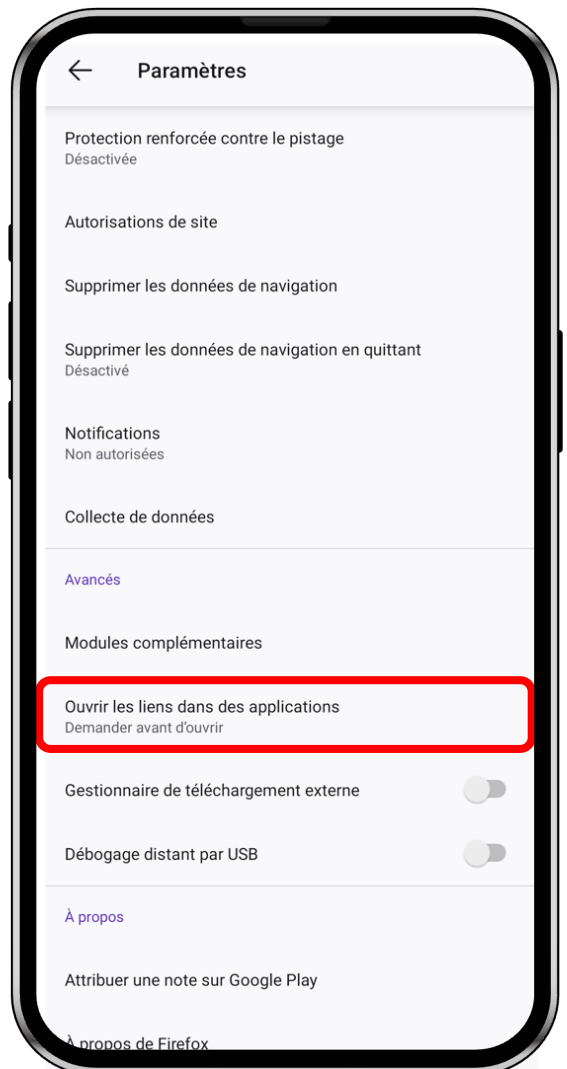 Paramètres
Protection renforcée contre le pistage
Désactivée
Autorisations de site
Supprimer les données de navigation
Supprimer les données de navigation en quittant
Désactivé
Notifications
Non autorisées
Collecte de données
Avancés
Modules complémentaires
Ouvrir les liens dans des applications
Demander avant d’ouvrir
Gestionnaire de téléchargement externe
Débogage distant par USB
À propos
Attribuer une note sur Google Play
À propos de Firefox